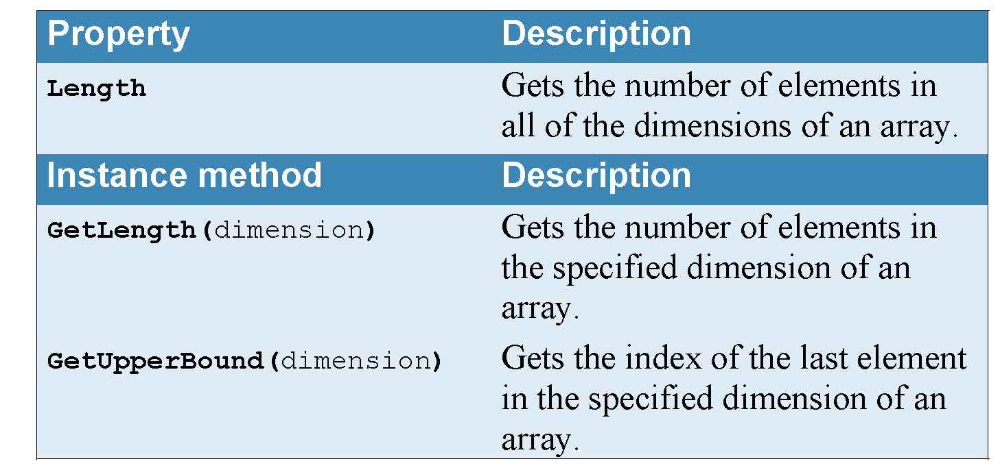 Property Description
Length Gets the number of elements in
all of the dimensions of an array.
Instance method Description
GetLength(dimension) Gets the number of elements in
the specified dimension of an
array.
GetUpperBound(dimension) Gets the index of the last element
in the specified dimension of an
array.